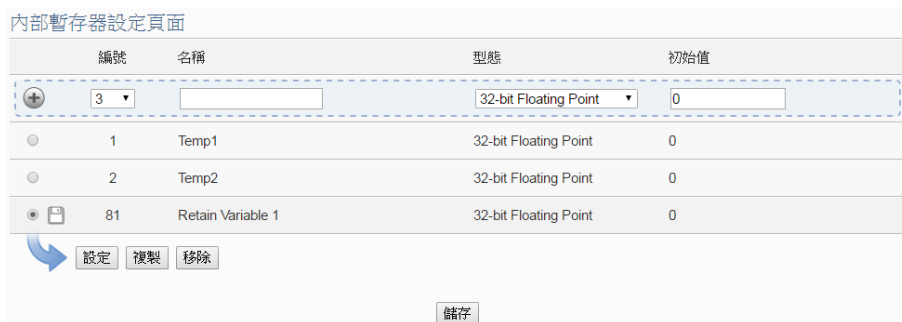 內部暫存器設定頁面
編號 名稱 型態 初始值
3 32-bit Floating Point 0
1 Temp1 32-bit Floating Point 0
2 Temp2 32-bit Floating Point 0
81 Retain Variable 1 32-bit Floating Point 0
設定 複製 移除
儲存